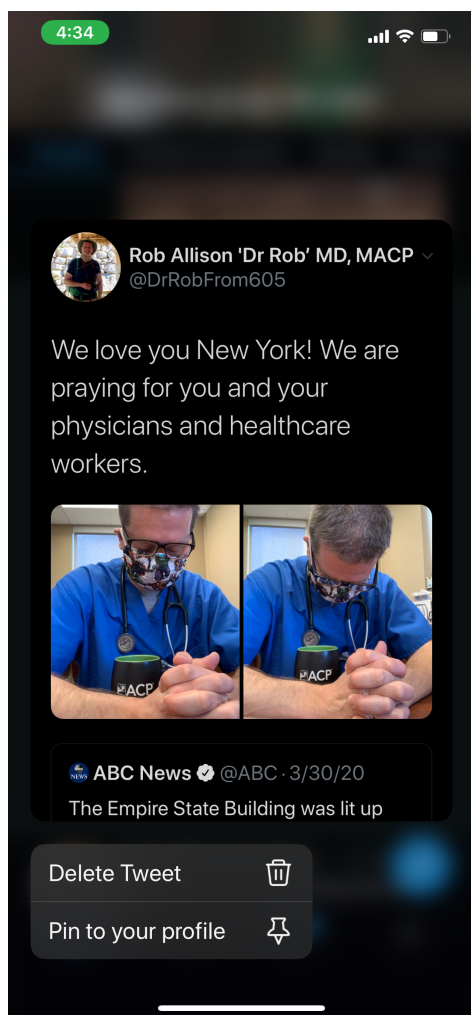 4:34
Rob Allison 'Dr Rob’ MD, MACP
@DrRobFrom605
We love you New York! We are
praying for you and your
physicians and healthcare
workers.
ACP
ACP
NEWS ABC News @ABC · 3/30/20
The Empire State Building was lit up
Delete Tweet
Pin to your profile